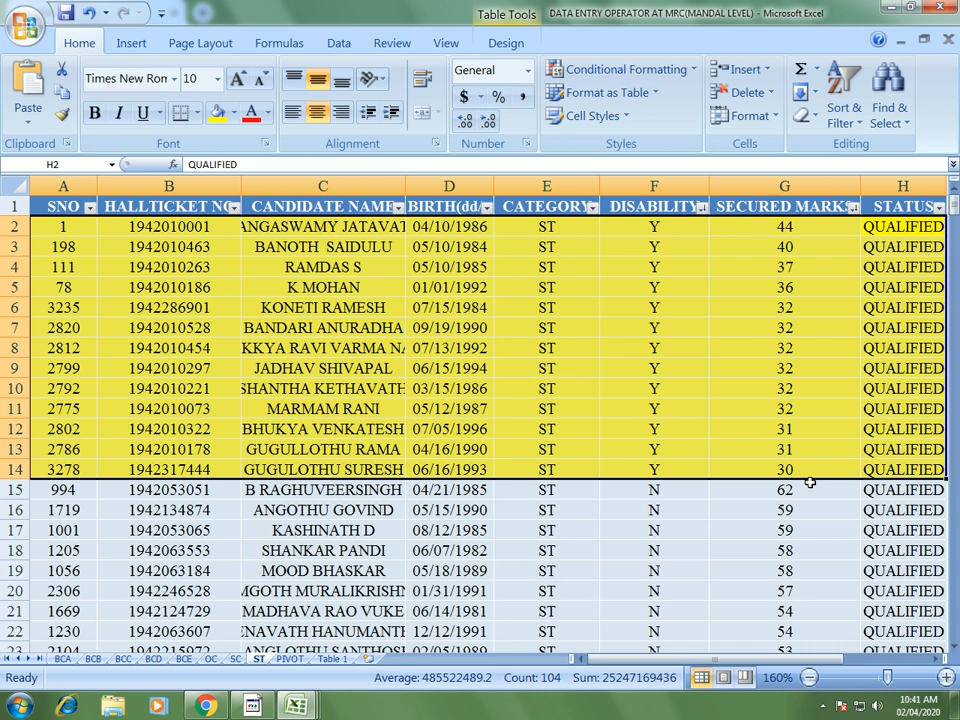 Table Tools
DATA ENTRY OPERATOR AT MRC(MANDAL LEVEL) - Microsoft Excel
Home Insert Page Layout Formulas Data Review View Design
Paste
Clipboard
Times New Ron 10
A A
B I U A
Font
Alignment
General
$ % ,
Number
Conditional Formatting
Format as Table
Cell Styles
Styles
Insert
Delete
Format
Cells
Σ
Sort & Filter
Find & Select
Editing
H2 fx QUALIFIED
A B C D E F G H
1 SNO HALLTICKET NO CANDIDATE NAME BIRTH(dd/ CATEGORY DISABILITY SECURED MARKS STATUS
2 1 1942010001 ANGASWAMY JATAVAT 04/10/1986 ST Y 44 QUALIFIED
3 198 1942010463 BANOTH SAIDULU 05/10/1984 ST Y 40 QUALIFIED
4 111 1942010263 RAMDAS S 05/10/1985 ST Y 37 QUALIFIED
5 78 1942010186 K MOHAN 01/01/1992 ST Y 36 QUALIFIED
6 3235 1942286901 KONETI RAMESH 07/15/1984 ST Y 32 QUALIFIED
7 2820 1942010528 BANDARI ANURADHA 09/19/1990 ST Y 32 QUALIFIED
8 2812 1942010454 KKYA RAVI VARMA NA 07/13/1992 ST Y 32 QUALIFIED
9 2799 1942010297 JADHAV SHIVAPAL 06/15/1994 ST Y 32 QUALIFIED
10 2792 1942010221 SHANTHA KETHAVATH 03/15/1986 ST Y 32 QUALIFIED
11 2775 1942010073 MARMAM RANI 05/12/1987 ST Y 32 QUALIFIED
12 2802 1942010322 BHUKYA VENKATESH 07/05/1996 ST Y 31 QUALIFIED
13 2786 1942010178 GUGULLOTHU RAMA 04/16/1990 ST Y 31 QUALIFIED
14 3278 1942317444 GUGULOTHU SURESH 06/16/1993 ST Y 30 QUALIFIED
15 994 1942053051 B RAGHUVEERSINGH 04/21/1985 ST N 62 QUALIFIED
16 1719 1942134874 ANGOTHU GOVIND 05/15/1990 ST N 59 QUALIFIED
17 1001 1942053065 KASHINATH D 08/12/1985 ST N 59 QUALIFIED
18 1205 1942063553 SHANKAR PANDI 06/07/1982 ST N 58 QUALIFIED
19 1056 1942063184 MOOD BHASKAR 05/18/1989 ST N 58 QUALIFIED
20 2306 1942246528 MGOTH MURALIKRISHN 01/31/1991 ST N 57 QUALIFIED
21 1669 1942124729 MADHAVA RAO VUKE 06/14/1981 ST N 54 QUALIFIED
22 1230 1942063607 ENAVATH HANUMANTH 12/12/1991 ST N 54 QUALIFIED
23 2104 1942215972 ANGOTHU SANTHOSH 02/05/1989 ST N 53 QUALIFIED
BCA BCB BCC BCD BCE OC SC ST PIVOT Table 1
Ready Average: 485522489.2 Count: 104 Sum: 25247169436 160%
10:41 AM
02/04/2020